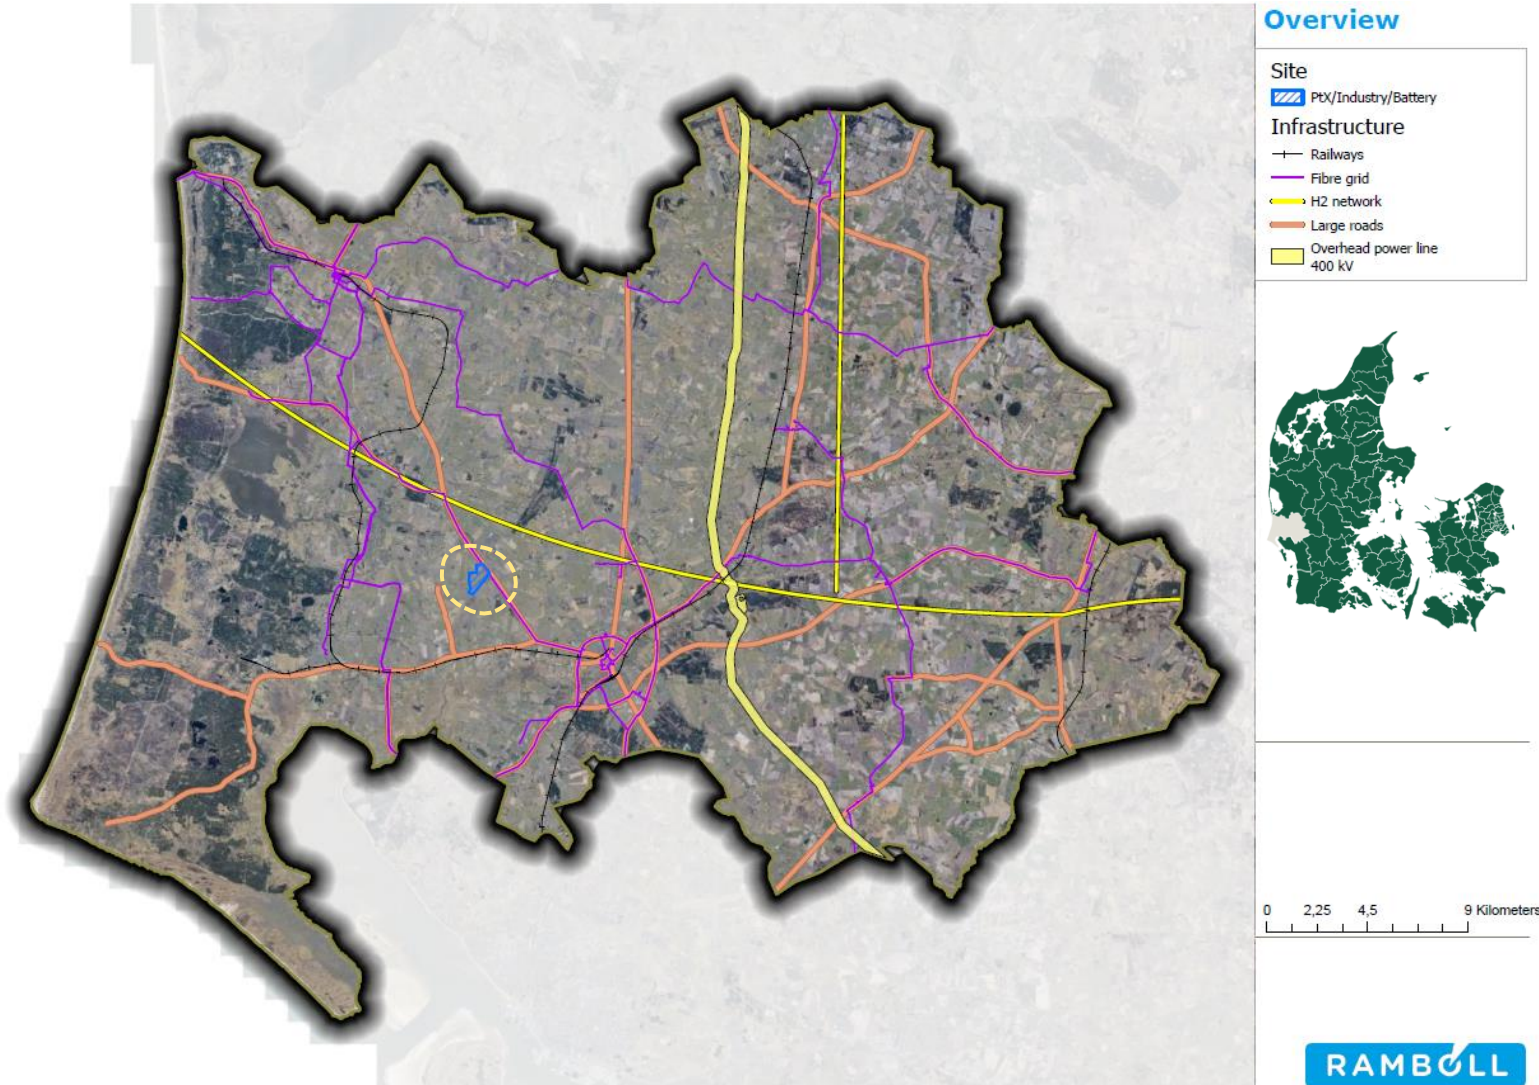 Overview
Site
PtX/Industry/Battery
Infrastructure
Railways
Fibre grid
H2 network
Large roads
Overhead power line
400 kV
0 2,25 4,5 9 Kilometers
RAMBOLL